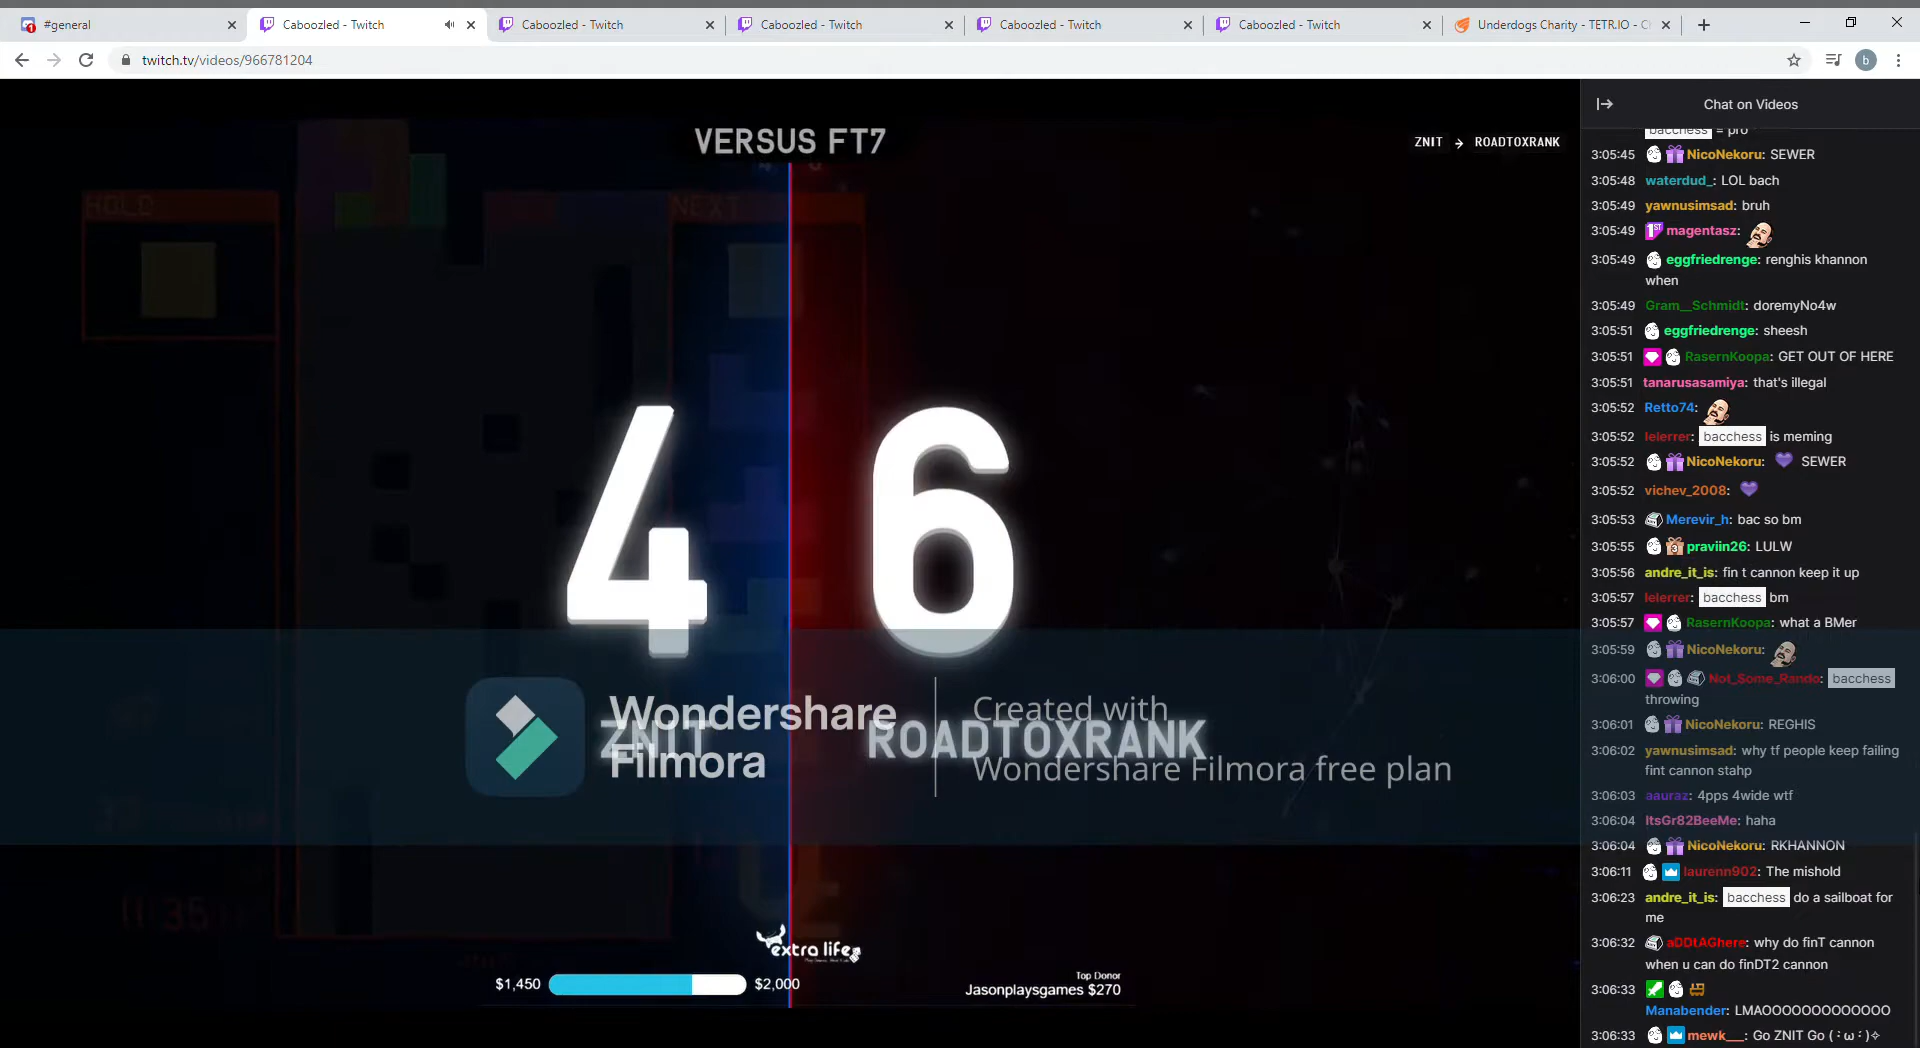 #general
Caboozled - Twitch
Caboozled - Twitch
Caboozled - Twitch
Caboozled - Twitch
Caboozled - Twitch
Underdogs Charity - TETR.IO - C
twitch.tv/videos/966781204
b
VERSUS FT7
ZNIT → ROADTOXRANK
HOLD
NEXT
4 6
ZNIT
ROADTOXRANK
Wondershare
Filmora
Created with
Wondershare Filmora free plan
extra life
$1,450
$2,000
Top Donor
Jasonplaysgames $270
Chat on Videos
bacchess = pro
3:05:45 NicoNekoru: SEWER
3:05:48 waterdud_: LOL bach
3:05:49 yawnusimsad: bruh
3:05:49 1ST magentasz:
3:05:49 eggfriedrenge: renghis khannon
when
3:05:49 Gram__Schmidt: doremyNo4w
3:05:51 eggfriedrenge: sheesh
3:05:51 RasernKoopa: GET OUT OF HERE
3:05:51 tanarusasamiya: that's illegal
3:05:52 Retto74:
3:05:52 lelerrer: bacchess is meming
3:05:52 NicoNekoru: 💜 SEWER
3:05:52 vichev_2008: 💜
3:05:53 Merevir_h: bac so bm
3:05:55 3 praviin26: LULW
3:05:56 andre_it_is: fin t cannon keep it up
3:05:57 lelerrer: bacchess bm
3:05:57 RasernKoopa: what a BMer
3:05:59 NicoNekoru:
3:06:00 Not_Some_Rando: bacchess
throwing
3:06:01 NicoNekoru: REGHIS
3:06:02 yawnusimsad: why tf people keep failing
fint cannon stahp
3:06:03 aauraz: 4pps 4wide wtf
3:06:04 ItsGr82BeeMe: haha
3:06:04 NicoNekoru: RKHANNON
3:06:11 laurenn902: The mishold
3:06:23 andre_it_is: bacchess do a sailboat for
me
3:06:32 aDDtAGhere: why do finT cannon
when u can do finDT2 cannon
3:06:33
Manabender: LMAOOOOOOOOOOOOO
3:06:33 mewk___: Go ZNIT Go (･̀ω･́)✧